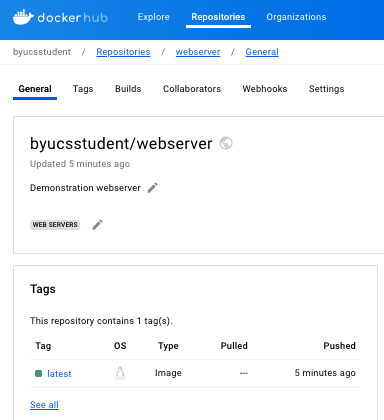 dockerhub Explore Repositories Organizations
byucsstudent / Repositories / webserver / General
General Tags Builds Collaborators Webhooks Settings
byucsstudent/webserver
Updated 5 minutes ago
Demonstration webserver
WEB SERVERS
Tags
This repository contains 1 tag(s).
Tag OS Type Pulled Pushed
latest Image --- 5 minutes ago
See all